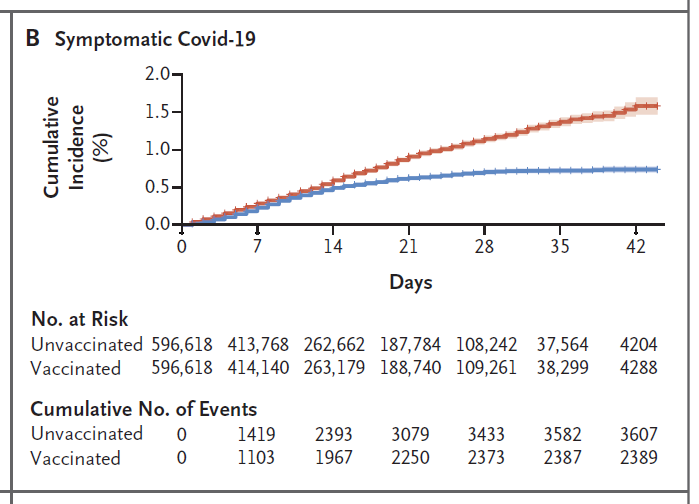 B Symptomatic Covid-19
Cumulative
Incidence
(%)
2.0
1.5
1.0
0.5
0.0
0 7 14 21 28 35 42
Days
No. at Risk
Unvaccinated 596,618 413,768 262,662 187,784 108,242 37,564 4204
Vaccinated 596,618 414,140 263,179 188,740 109,261 38,299 4288
Cumulative No. of Events
Unvaccinated 0 1419 2393 3079 3433 3582 3607
Vaccinated 0 1103 1967 2250 2373 2387 2389